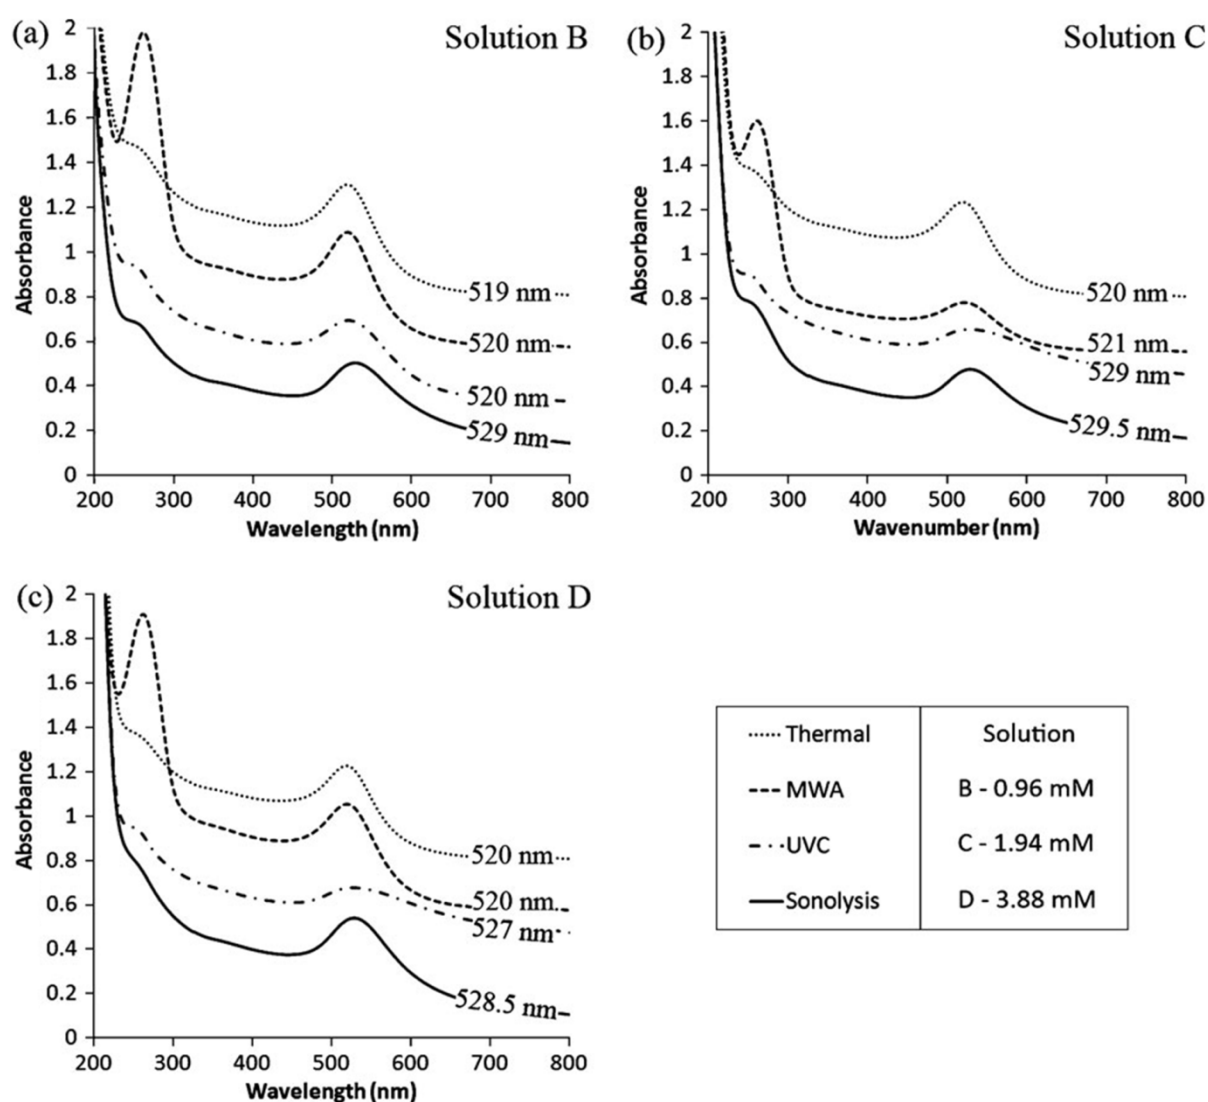 (a) Solution B
2
1.8
1.6
1.4
1.2
1
0.8
0.6
0.4
0.2
0
Absorbance
519 nm
520 nm
520 nm
529 nm
200 300 400 500 600 700 800
Wavelength (nm)
(b) Solution C
2
1.8
1.6
1.4
1.2
1
0.8
0.6
0.4
0.2
0
Absorbance
520 nm
521 nm
529 nm
529.5 nm
200 300 400 500 600 700 800
Wavenumber (nm)
(c) Solution D
2
1.8
1.6
1.4
1.2
1
0.8
0.6
0.4
0.2
0
Absorbance
520 nm
520 nm
527 nm
528.5 nm
200 300 400 500 600 700 800
Wavelength (nm)
Thermal Solution
MWA B - 0.96 mM
UVC C - 1.94 mM
Sonolysis D - 3.88 mM